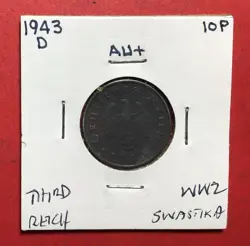 1943 10P
D
AU+
THIRD WW2
REICH SWASTIKA